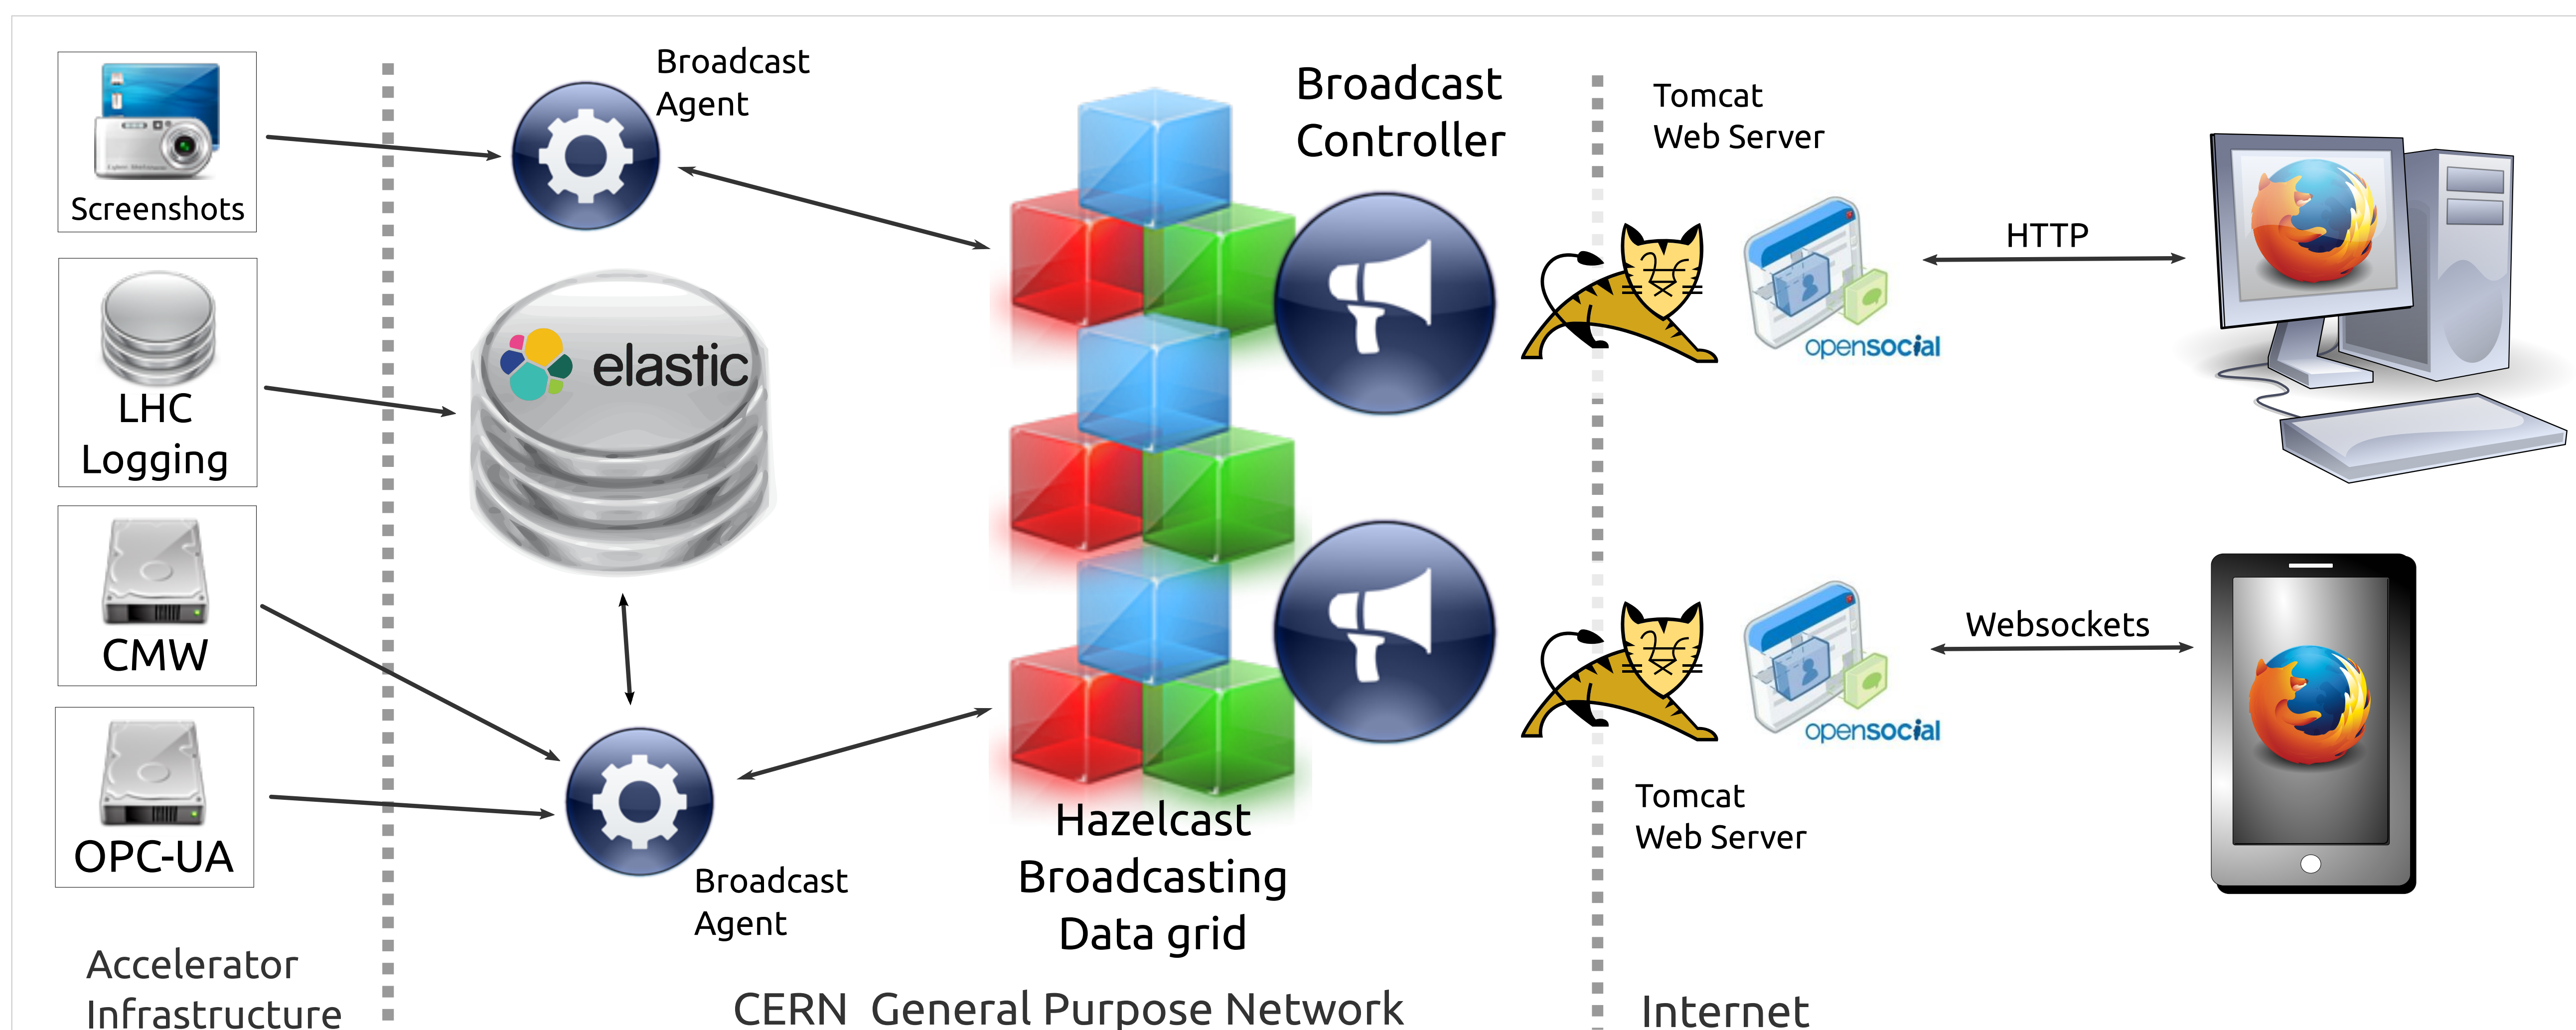 Screenshots
LHC
Logging
CMW
OPC-UA
Accelerator
Infrastructure
Broadcast
Agent
elastic
Broadcast
Agent
Hazelcast
Broadcasting
Data grid
CERN General Purpose Network
Broadcast
Controller
Tomcat
Web Server
opensocial
HTTP
opensocial
Websockets
Tomcat
Web Server
Internet